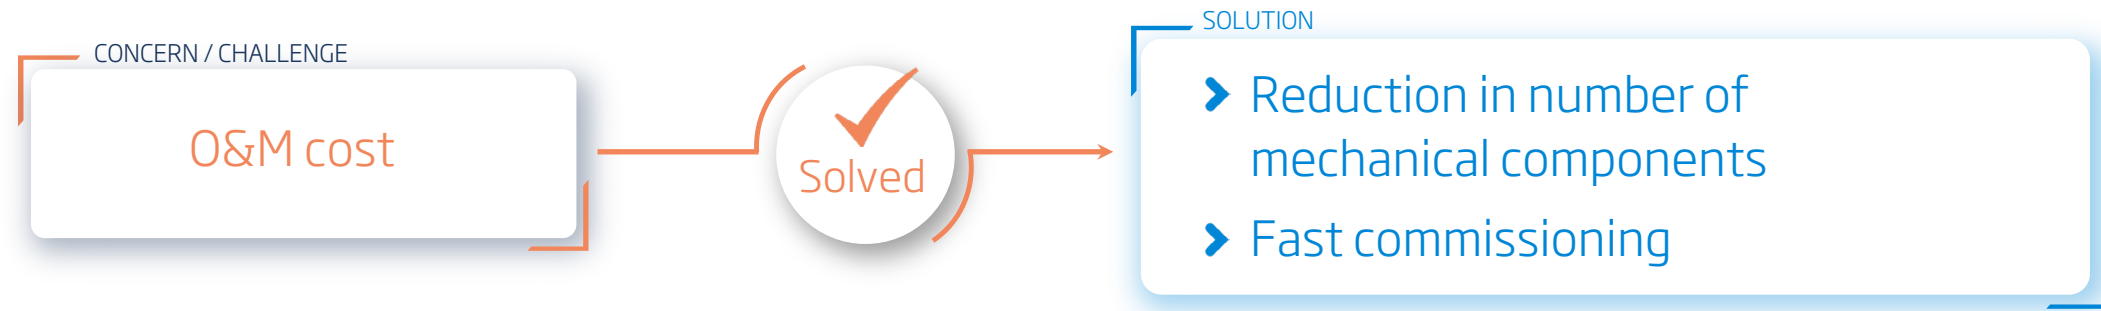 CONCERN / CHALLENGE
O&M cost
Solved
SOLUTION
Reduction in number of
mechanical components
Fast commissioning